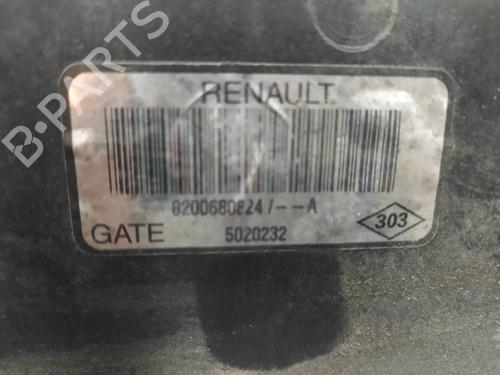 B-PARTS
RENAULT
8200680824/--A
GATE 5020232 303